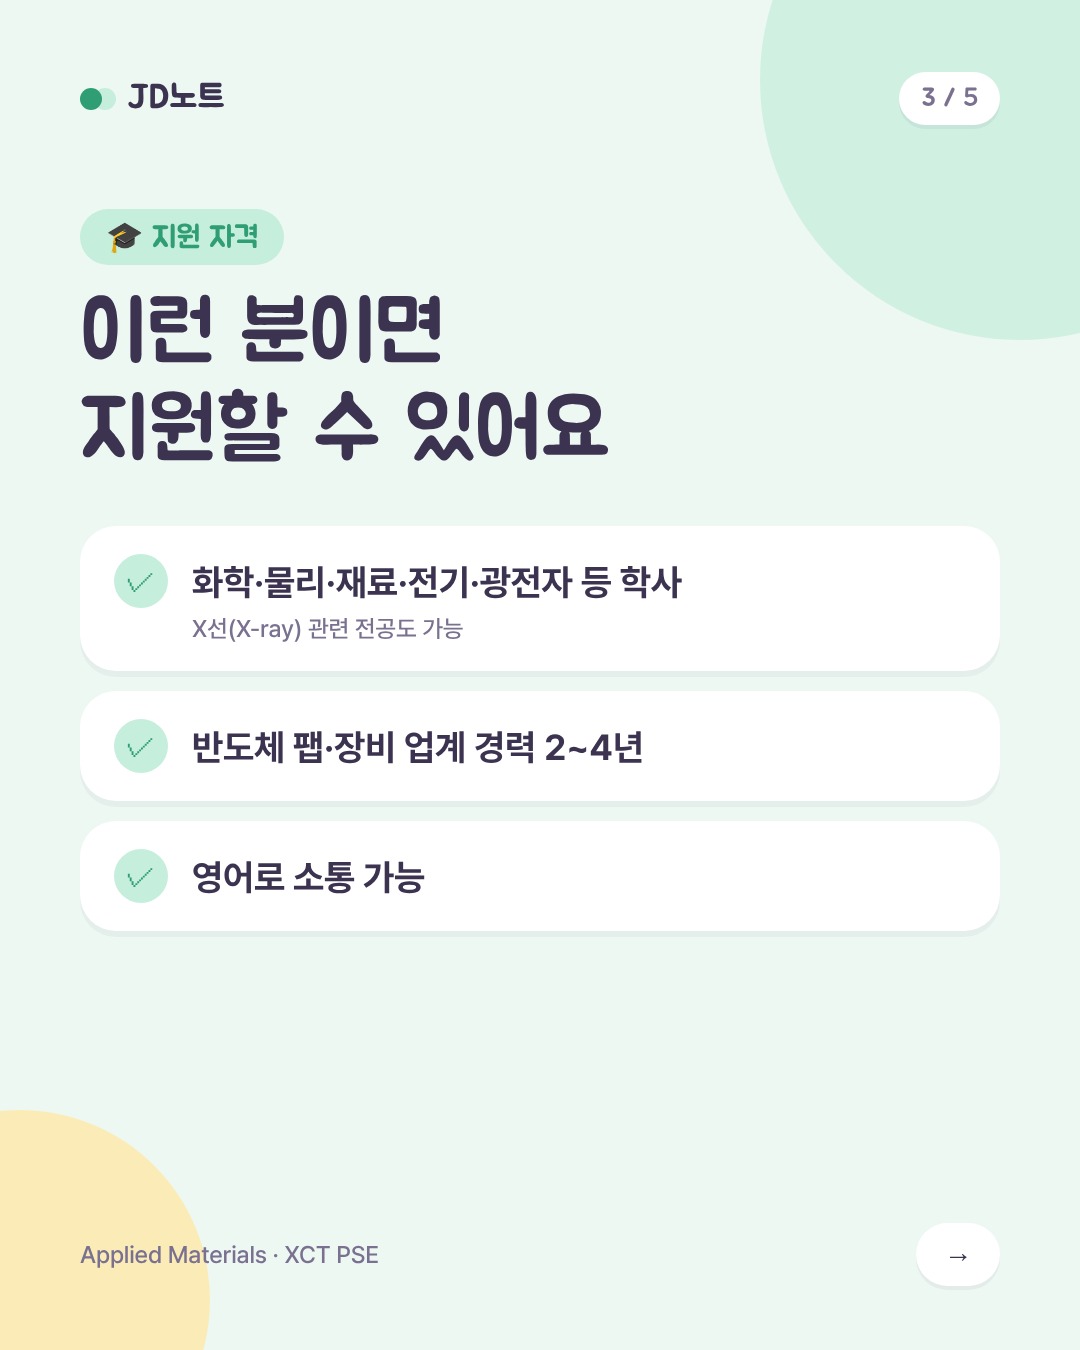 JD노트
3 / 5
🎓 지원 자격
이런 분이면
지원할 수 있어요
✓ 화학·물리·재료·전기·광전자 등 학사
X선(X-ray) 관련 전공도 가능
✓ 반도체 팹·장비 업계 경력 2~4년
✓ 영어로 소통 가능
Applied Materials · XCT PSE
→